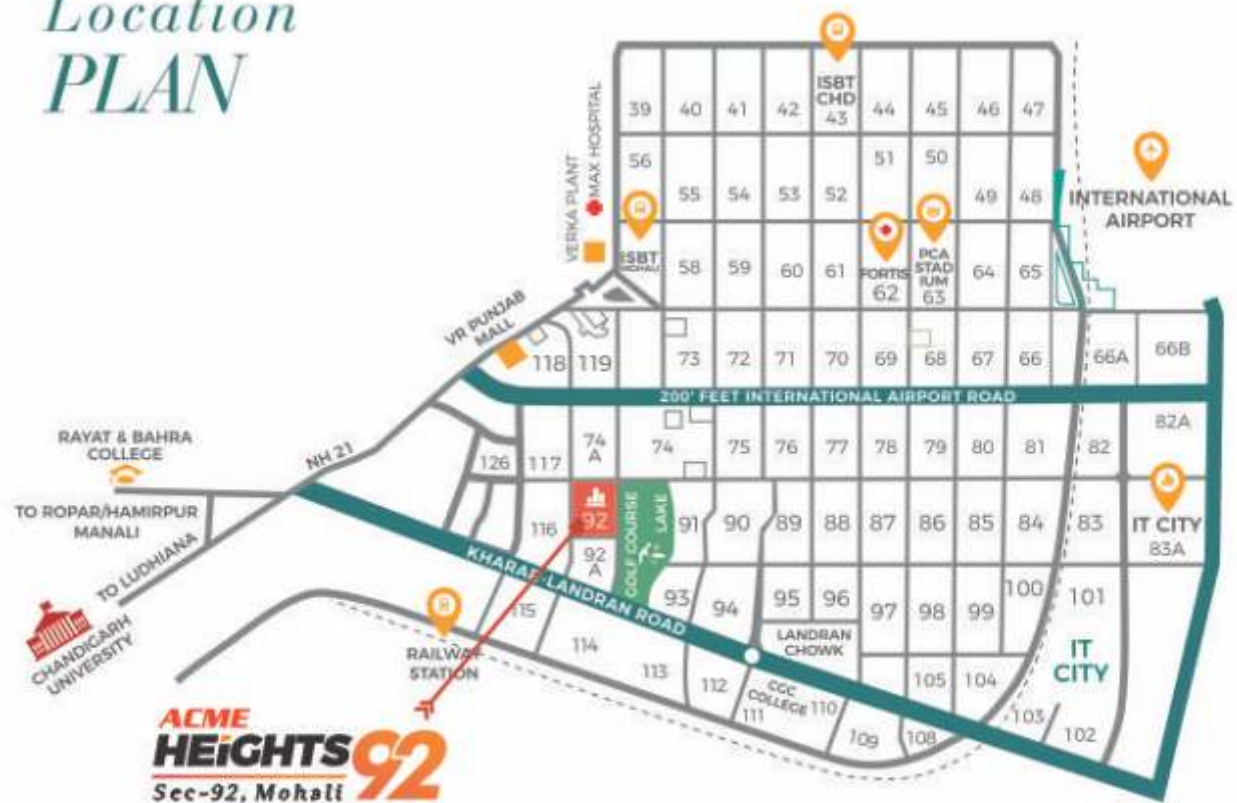 Location
PLAN
ISBT
CHD
39 40 41 42 43 44 45 46 47
VERKA PLANT
MAX HOSPITAL
56 51 50
55 54 53 52 49 48
INTERNATIONAL
AIRPORT
ISBT
MOHALI
58 59 60 61
FORTIS
62
PCA
STAD
IUM
63
64 65
VR PUNJAB
MALL
118 119 73 72 71 70 69 68 67 66 66A 66B
200' FEET INTERNATIONAL AIRPORT ROAD
RAYAT & BAHRA
COLLEGE
NH 21
126 117
74
A
74 75 76 77 78 79 80 81 82 82A
TO ROPAR/HAMIRPUR
MANALI
TO LUDHIANA
116 92
GOLF COURSE
LAKE
91 90 89 88 87 86 85 84 83
IT CITY
83A
92
A
KHARAR-LANDRAN ROAD
CHANDIGARH
UNIVERSITY
115 93 94 95 96 97 98 99 100 101
LANDRAN
CHOWK
IT
CITY
RAILWAY
STATION
114 113 112
CGC
COLLEGE
111 110 109 108 105 104 103 102
ACME
HEiGHTS 92
Sec-92, Mohali